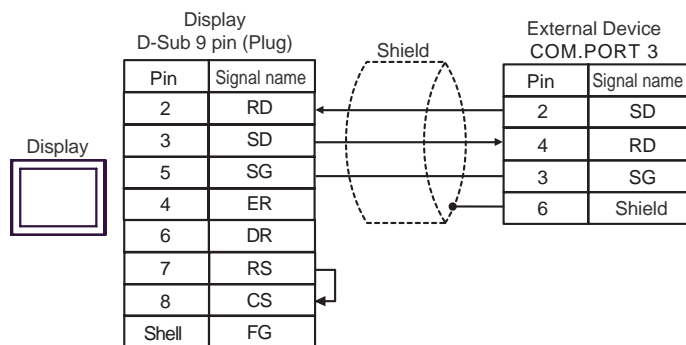 Display
D-Sub 9 pin (Plug)
Shield
External Device
COM.PORT 3
Pin Signal name
2 RD
3 SD
5 SG
4 ER
6 DR
7 RS
8 CS
Shell FG
Display
Pin Signal name
2 SD
4 RD
3 SG
6 Shield